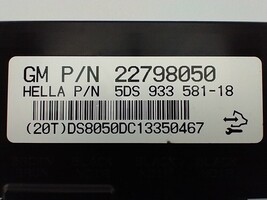 GM P/N 22798050
HELLA P/N 5DS 933 581-18
(20T)DS8050DC13350467